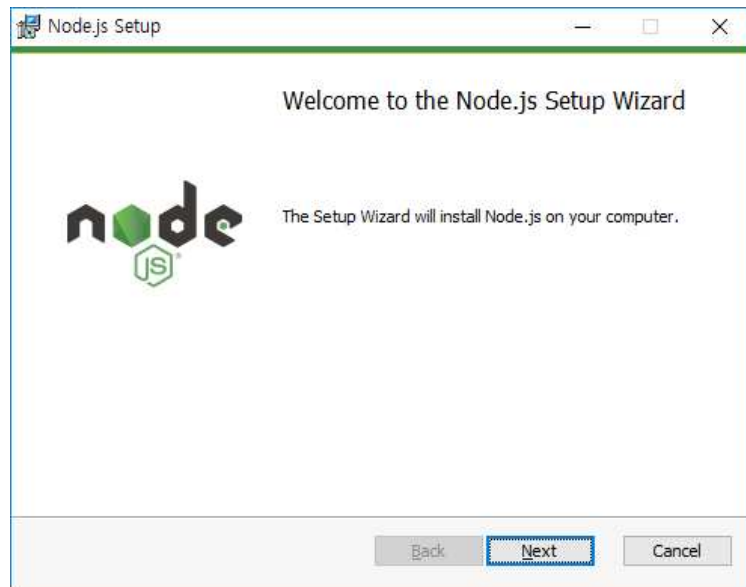 Node.js Setup
Welcome to the Node.js Setup Wizard
node
JS
The Setup Wizard will install Node.js on your computer.
Back
Next
Cancel